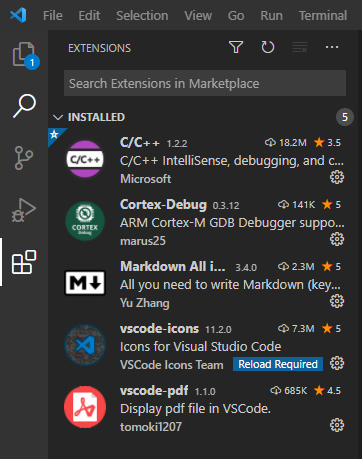 File Edit Selection View Go Run Terminal
EXTENSIONS
1
Search Extensions in Marketplace
INSTALLED 5
C/C++ C/C++ 1.2.2 18.2M 3.5
C/C++ IntelliSense, debugging, and c...
Microsoft
CORTEX Debug Cortex-Debug 0.3.12 141K 5
ARM Cortex-M GDB Debugger suppo...
marus25
M Markdown All i... 3.4.0 2.3M 5
All you need to write Markdown (key...
Yu Zhang
vscode-icons 11.2.0 7.3M 5
Icons for Visual Studio Code
VSCode Icons Team Reload Required
vscode-pdf 1.1.0 685K 4.5
Display pdf file in VSCode.
tomoki1207